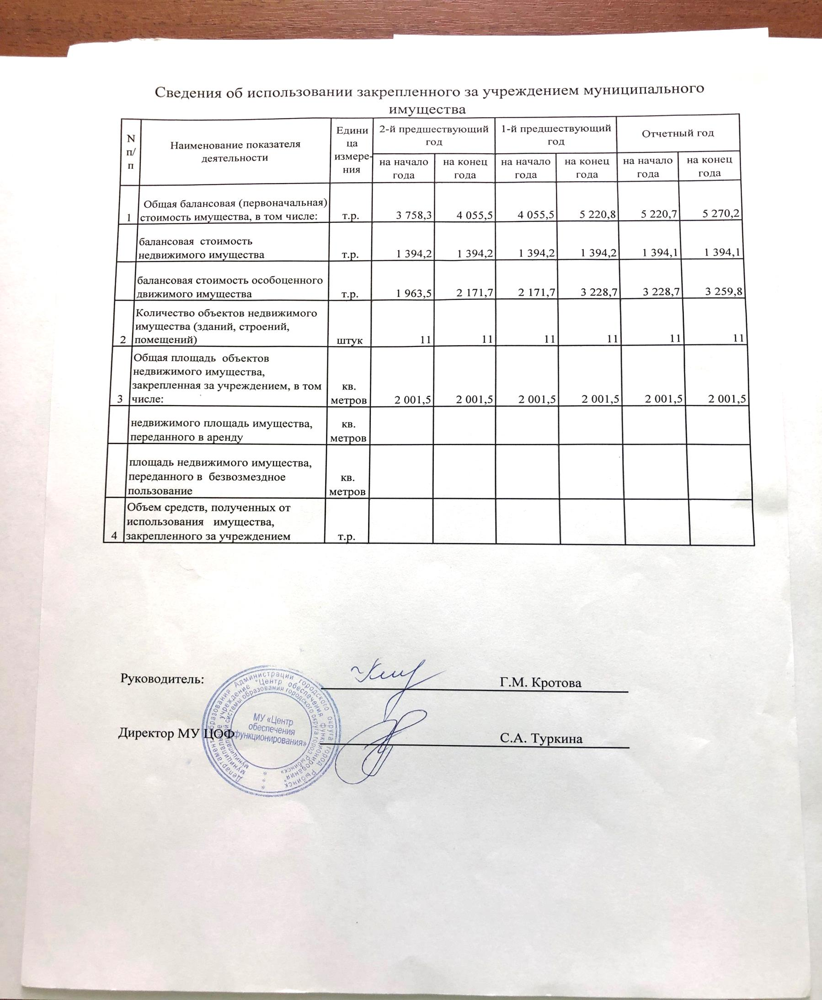 Сведения об использовании закрепленного за учреждением муниципального
имущества
N
п/
п
Наименование показателя
деятельности
Едини
ца
измере-
ния
2-й предшествующий
год
1-й предшествующий
год
Отчетный год
на начало
года
на конец
года
на начало
года
на конец
года
на начало
года
на конец
года
Общая балансовая (первоначальная)
1 стоимость имущества, в том числе: т.р. 3 758,3 4 055,5 4 055,5 5 220,8 5 220,7 5 270,2
балансовая стоимость
недвижимого имущества т.р. 1 394,2 1 394,2 1 394,2 1 394,2 1 394,1 1 394,1
балансовая стоимость особоценного
движимого имущества т.р. 1 963,5 2 171,7 2 171,7 3 228,7 3 228,7 3 259,8
Количество объектов недвижимого
имущества (зданий, строений,
2 помещений) штук 11 11 11 11 11 11
Общая площадь объектов
недвижимого имущества,
закрепленная за учреждением, в том кв.
3 числе: метров 2 001,5 2 001,5 2 001,5 2 001,5 2 001,5 2 001,5
недвижимого площадь имущества, кв.
переданного в аренду метров
площадь недвижимого имущества,
переданного в безвозмездное кв.
пользование метров
Объем средств, полученных от
использования имущества,
4 закрепленного за учреждением т.р.
Руководитель: Г.М. Кротова
Директор МУ ЦОФ С.А. Туркина
Департамент образования Администрации городского округа город Рыбинск
муниципальное учреждение "Центр обеспечения функционирования"
муниципальной системы образования городского округа город Рыбинск»
МУ «Центр
обеспечения
функционирования»